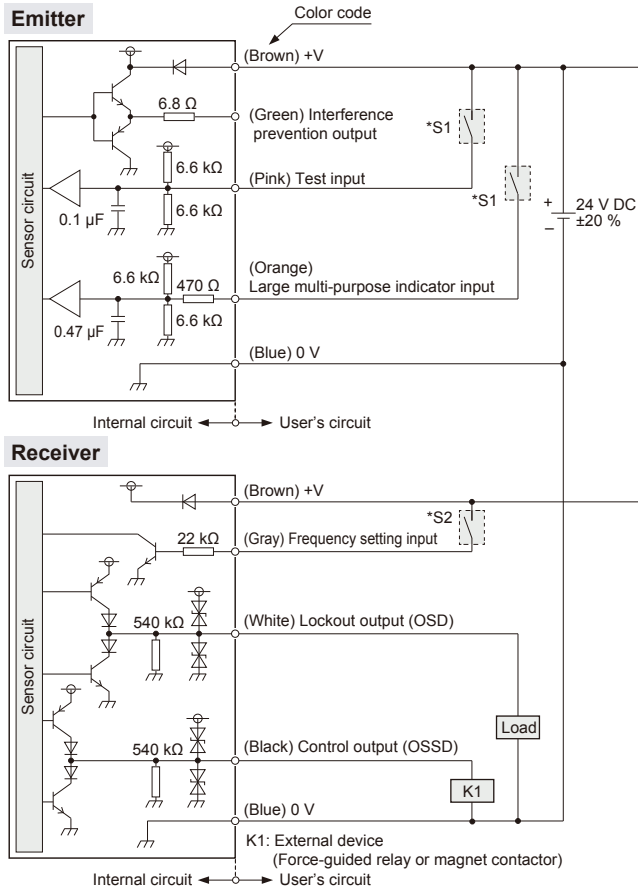 Emitter
Color code
(Brown) +V
6.8 Ω
(Green) Interference
prevention output
*S1
6.6 kΩ
(Pink) Test input
6.6 kΩ
0.1 µF
*S1
+
–
24 V DC
±20 %
Sensor circuit
(Orange)
Large multi-purpose indicator input
6.6 kΩ
470 Ω
6.6 kΩ
0.47 µF
(Blue) 0 V
Internal circuit
User's circuit
Receiver
(Brown) +V
*S2
22 kΩ
(Gray) Frequency setting input
540 kΩ
(White) Lockout output (OSD)
Sensor circuit
Load
540 kΩ
(Black) Control output (OSSD)
K1
(Blue) 0 V
K1: External device
(Force-guided relay or magnet contactor)
Internal circuit
User's circuit